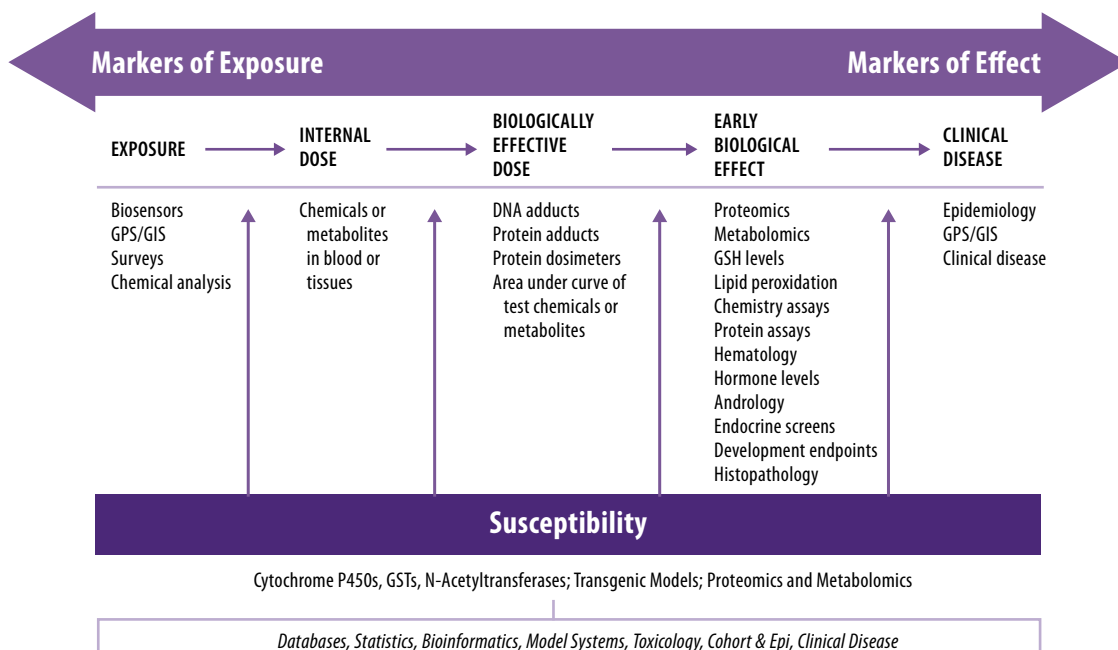 Markers of Exposure
Markers of Effect
EXPOSURE
INTERNAL
DOSE
BIOLOGICALLY
EFFECTIVE
DOSE
EARLY
BIOLOGICAL
EFFECT
CLINICAL
DISEASE
Biosensors
GPS/GIS
Surveys
Chemical analysis
Chemicals or
metabolites
in blood or
tissues
DNA adducts
Protein adducts
Protein dosimeters
Area under curve of
test chemicals or
metabolites
Proteomics
Metabolomics
GSH levels
Lipid peroxidation
Chemistry assays
Protein assays
Hematology
Hormone levels
Andrology
Endocrine screens
Development endpoints
Histopathology
Epidemiology
GPS/GIS
Clinical disease
Susceptibility
Cytochrome P450s, GSTs, N-Acetyltransferases; Transgenic Models; Proteomics and Metabolomics
Databases, Statistics, Bioinformatics, Model Systems, Toxicology, Cohort & Epi, Clinical Disease